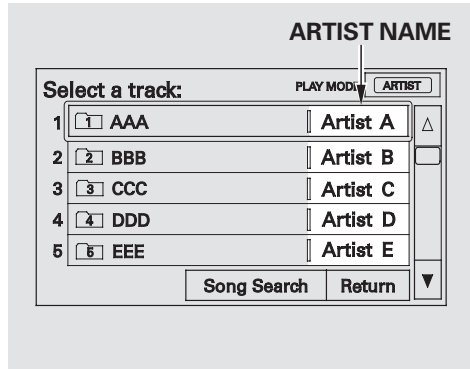 ARTIST NAME
Select a track: PLAY MODE ARTIST
1 1 AAA Artist A
2 2 BBB Artist B
3 3 CCC Artist C
4 4 DDD Artist D
5 5 EEE Artist E
Song Search Return